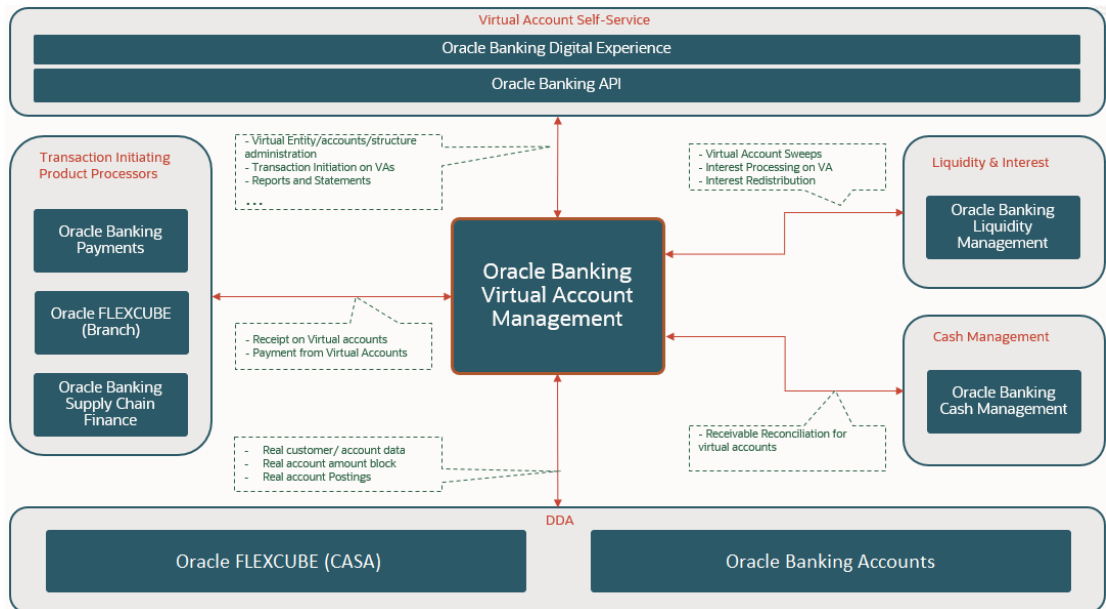 Virtual Account Self-Service
Oracle Banking Digital Experience
Oracle Banking API
- Virtual Entity/accounts/structure
administration
- Transaction Initiation on VAs
- Reports and Statements
...
- Virtual Account Sweeps
- Interest Processing on VA
- Interest Redistribution
Transaction Initiating
Product Processors
Oracle Banking
Payments
Oracle FLEXCUBE
(Branch)
Oracle Banking
Supply Chain
Finance
Liquidity & Interest
Oracle Banking
Liquidity
Management
Oracle Banking
Virtual Account
Management
- Receipt on Virtual accounts
- Payment from Virtual Accounts
Cash Management
Oracle Banking
Cash Management
- Real customer/ account data
- Real account amount block
- Real account Postings
- Receivable Reconciliation for
virtual accounts
DDA
Oracle FLEXCUBE (CASA)
Oracle Banking Accounts